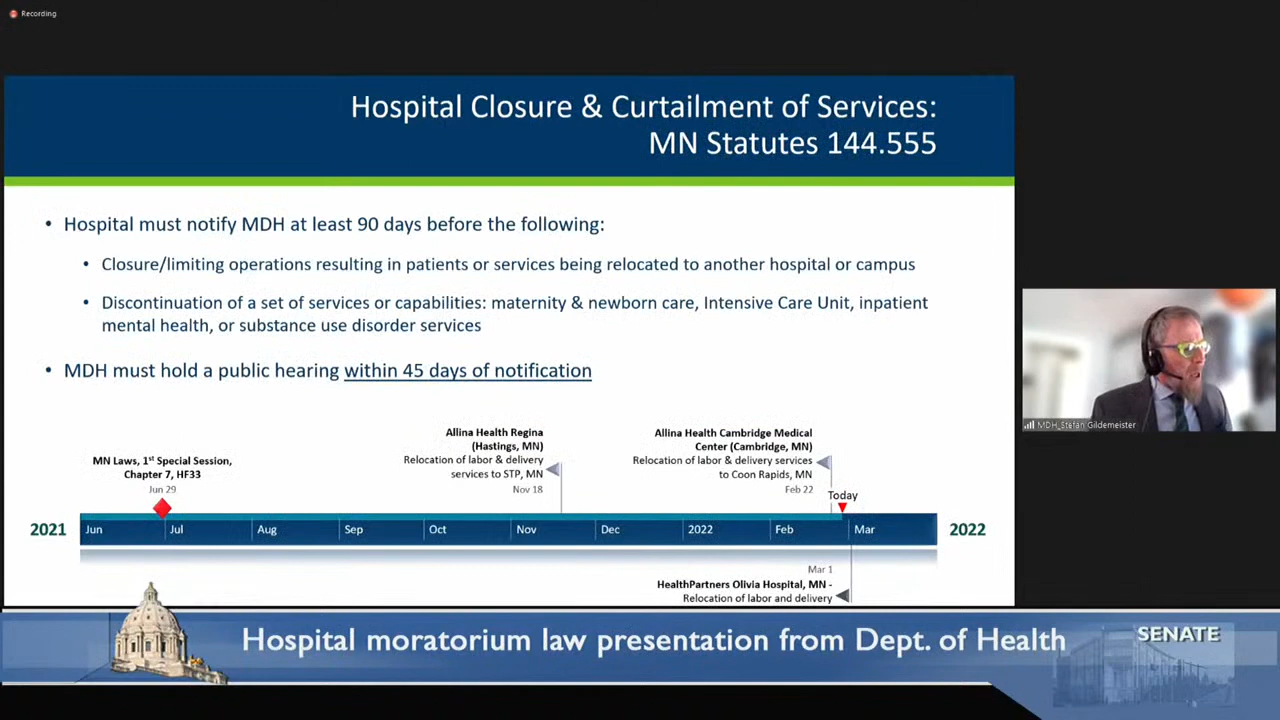 Recording
Hospital Closure & Curtailment of Services:
MN Statutes 144.555
• Hospital must notify MDH at least 90 days before the following:
• Closure/limiting operations resulting in patients or services being relocated to another hospital or campus
• Discontinuation of a set of services or capabilities: maternity & newborn care, Intensive Care Unit, inpatient
mental health, or substance use disorder services
• MDH must hold a public hearing within 45 days of notification
MN Laws, 1st Special Session,
Chapter 7, HF33
Jun 29
Allina Health Regina
(Hastings, MN)
Relocation of labor & delivery
services to STP, MN
Nov 18
Allina Health Cambridge Medical
Center (Cambridge, MN)
Relocation of labor & delivery services
to Coon Rapids, MN
Feb 22
Today
2021 Jun Jul Aug Sep Oct Nov Dec 2022 Feb Mar 2022
Mar 1
HealthPartners Olivia Hospital, MN -
Relocation of labor and delivery
MDH_Stefan Gildemeister
Hospital moratorium law presentation from Dept. of Health
SENATE